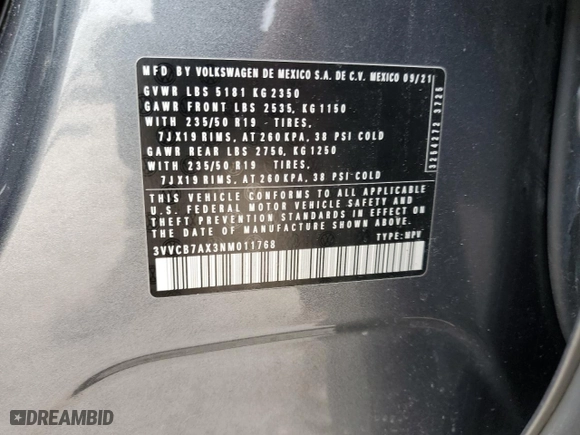 MFD BY VOLKSWAGEN DE MEXICO S.A. DE C.V. MEXICO 09/21
GVWR LBS 5181 KG 2350
GAWR FRONT LBS 2535, KG 1150
WITH 235/50 R19 - TIRES,
7JX19 RIMS, AT 260 KPA, 38 PSI COLD
GAWR REAR LBS 2756, KG 1250
WITH 235/50 R19 - TIRES,
7JX19 RIMS, AT 260 KPA, 38 PSI COLD
THIS VEHICLE CONFORMS TO ALL APPLICABLE
U.S. FEDERAL MOTOR VEHICLE SAFETY AND
THEFT PREVENTION STANDARDS IN EFFECT ON
THE DATE OF MANUFACTURE SHOWN ABOVE.
3VVCB7AX3NM011768 TYPE: MPV
3264272 3726
DREAMBID